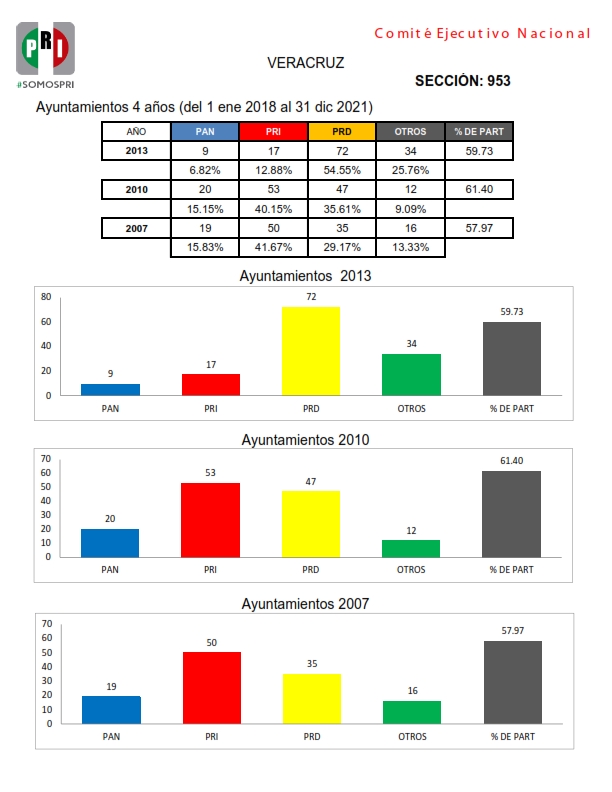 Comité Ejecutivo Nacional
PRI
#SOMOSPRI
VERACRUZ
SECCIÓN: 953
Ayuntamientos 4 años (del 1 ene 2018 al 31 dic 2021)
AÑO PAN PRI PRD OTROS % DE PART
2013 9 17 72 34 59.73
6.82% 12.88% 54.55% 25.76%
2010 20 53 47 12 61.40
15.15% 40.15% 35.61% 9.09%
2007 19 50 35 16 57.97
15.83% 41.67% 29.17% 13.33%
Ayuntamientos 2013
80
60
40
20
0
9 17 72 34 59.73
PAN PRI PRD OTROS % DE PART
Ayuntamientos 2010
70
60
50
40
30
20
10
0
20 53 47 12 61.40
PAN PRI PRD OTROS % DE PART
Ayuntamientos 2007
70
60
50
40
30
20
10
0
19 50 35 16 57.97
PAN PRI PRD OTROS % DE PART